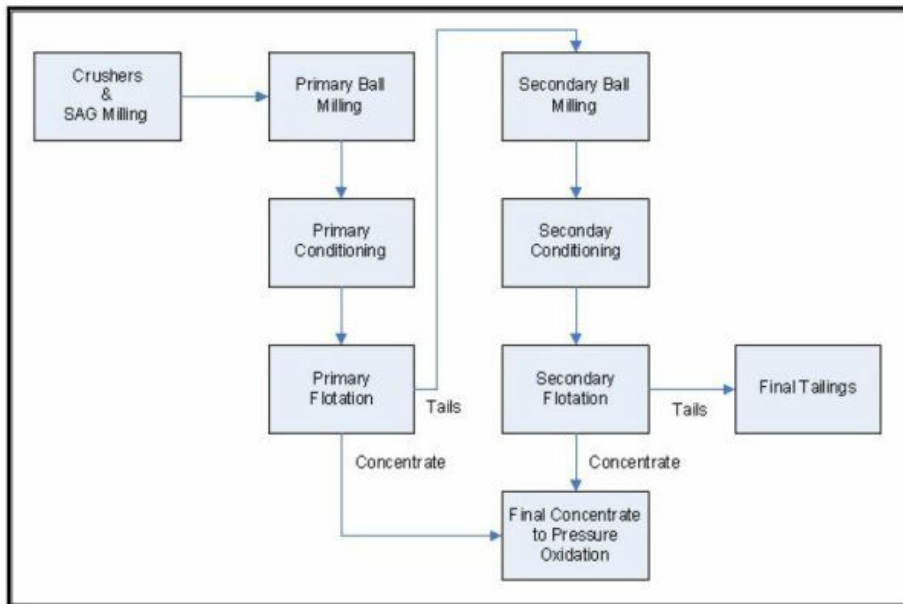 Crushers
&
SAG Milling
Primary Ball
Milling
Secondary Ball
Milling
Primary
Conditioning
Seconday
Conditioning
Primary
Flotation
Tails
Secondary
Flotation
Tails
Final Tailings
Concentrate
Concentrate
Final Concentrate
to Pressure
Oxidation